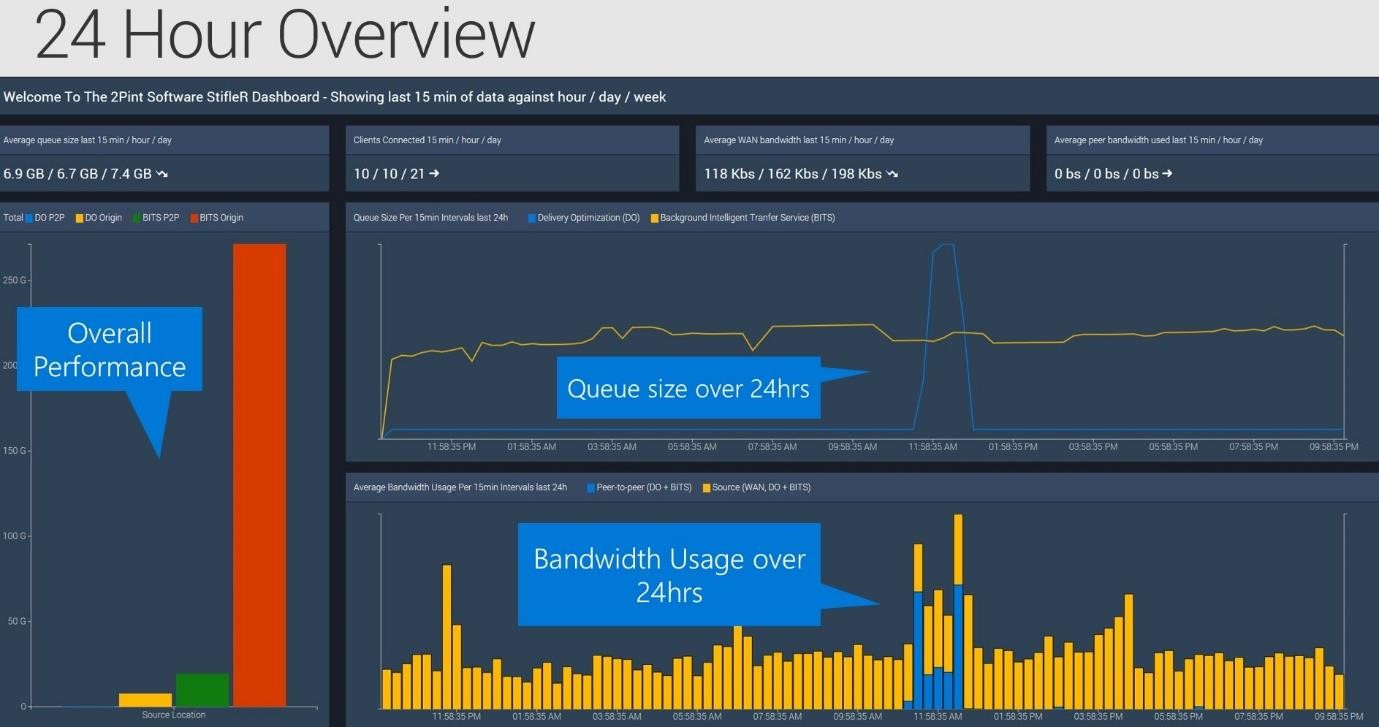 24 Hour Overview
Welcome To The 2Pint Software StifleR Dashboard - Showing last 15 min of data against hour / day / week
Average queue size last 15 min / hour / day
6.9 GB / 6.7 GB / 7.4 GB
Clients Connected 15 min / hour / day
10 / 10 / 21
Average WAN bandwidth last 15 min / hour / day
118 Kbs / 162 Kbs / 198 Kbs
Average peer bandwidth used last 15 min / hour / day
0 bs / 0 bs / 0 bs
Total DO P2P DO Origin BITS P2P BITS Origin
250 G
200
150 G
100 G
50 G
0
Source Location
Overall
Performance
Queue Size Per 15min Intervals last 24h Delivery Optimization (DO) Background Intelligent Tranfer Service (BITS)
Queue size over 24hrs
11:58:35 PM 01:58:35 AM 03:58:35 AM 05:58:35 AM 07:58:35 AM 09:58:35 AM 11:58:35 AM 01:58:35 PM 03:58:35 PM 05:58:35 PM 07:58:35 PM 09:58:35 PM
Average Bandwidth Usage Per 15min Intervals last 24h Peer-to-peer (DO + BITS) Source (WAN, DO + BITS)
Bandwidth Usage over
24hrs
11:58:35 PM 01:58:35 AM 03:58:35 AM 05:58:35 AM 07:58:35 AM 09:58:35 AM 11:58:35 AM 01:58:35 PM 03:58:35 PM 05:58:35 PM 07:58:35 PM 09:58:35 PM